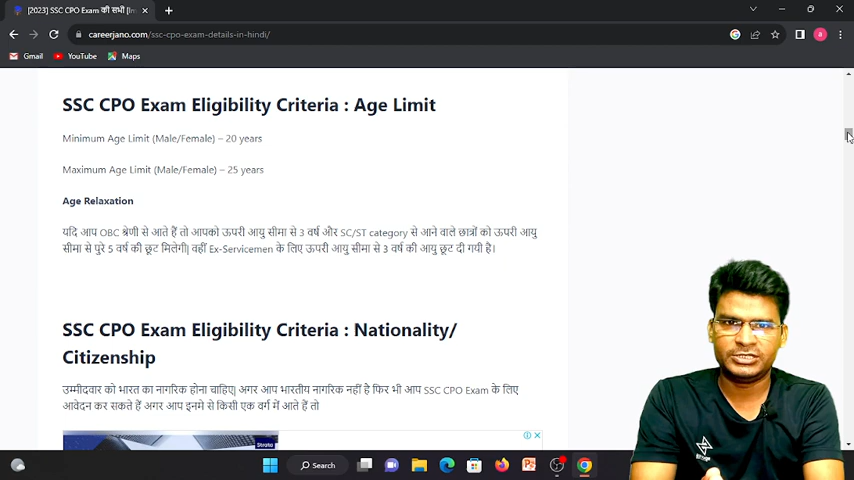 [2023] SSC CPO Exam की सभी [In
careerjano.com/ssc-cpo-exam-details-in-hindi/
a
Gmail
YouTube
Maps
SSC CPO Exam Eligibility Criteria : Age Limit
Minimum Age Limit (Male/Female) – 20 years
Maximum Age Limit (Male/Female) – 25 years
Age Relaxation
यदि आप OBC श्रेणी से आते हैं तो आपको ऊपरी आयु सीमा से 3 वर्ष और SC/ST category से आने वाले छात्रों को ऊपरी आयु
सीमा से पुरे 5 वर्ष की छूट मिलेगी| वहीं Ex-Servicemen के लिए ऊपरी आयु सीमा से 3 वर्ष की आयु छूट दी गयी है।
SSC CPO Exam Eligibility Criteria : Nationality/
Citizenship
उम्मीदवार को भारत का नागरिक होना चाहिए| अगर आप भारतीय नागरिक नहीं है फिर भी आप SSC CPO Exam के लिए
आवेदन कर सकते हैं अगर आप इनमे से किसी एक वर्ग में आते हैं तो
Strata
Search